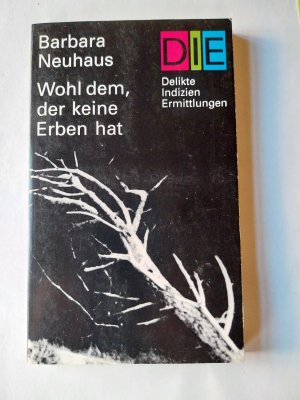 Barbara
Neuhaus
Wohl dem,
der keine
Erben hat
DIE
Delikte
Indizien
Ermittlungen